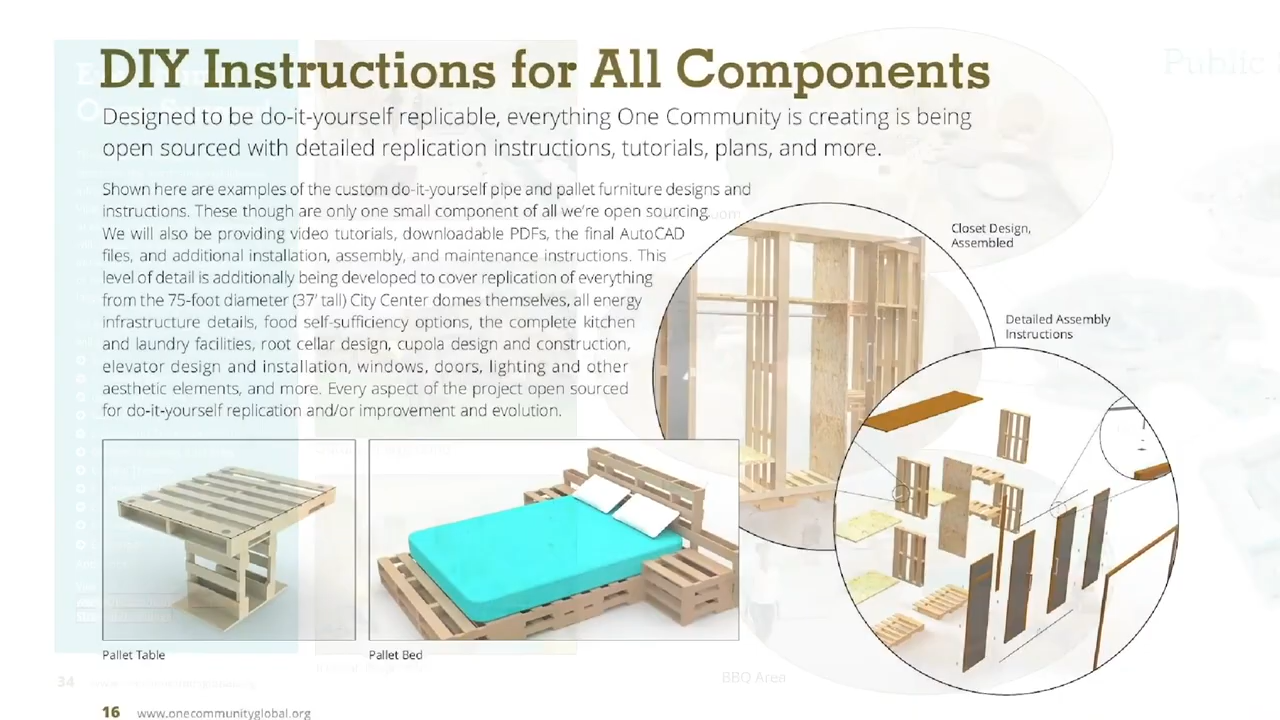 DIY Instructions for All Components
Designed to be do-it-yourself replicable, everything One Community is creating is being
open sourced with detailed replication instructions, tutorials, plans, and more.
Shown here are examples of the custom do-it-yourself pipe and pallet furniture designs and
instructions. These though are only one small component of all we're open sourcing.
We will also be providing video tutorials, downloadable PDFs, the final AutoCAD
files, and additional installation, assembly, and maintenance instructions. This
level of detail is additionally being developed to cover replication of everything
from the 75-foot diameter (37' tall) City Center domes themselves, all energy
infrastructure details, food self-sufficiency options, the complete kitchen
and laundry facilities, root cellar design, cupola design and construction,
elevator design and installation, windows, doors, lighting and other
aesthetic elements, and more. Every aspect of the project open sourced
for do-it-yourself replication and/or improvement and evolution.
Closet Design,
Assembled
Detailed Assembly
Instructions
Pallet Table
Pallet Bed
16 www.onecommunityglobal.org
Public
BBQ Area
34